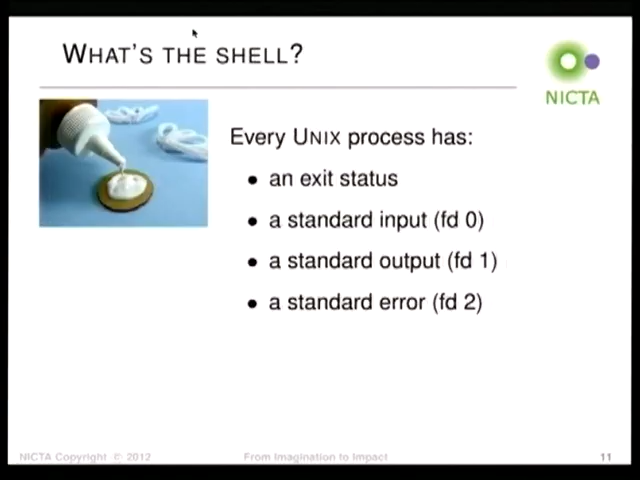 WHAT'S THE SHELL?
NICTA
Every UNIX process has:
• an exit status
• a standard input (fd 0)
• a standard output (fd 1)
• a standard error (fd 2)
NICTA Copyright © 2012
From Imagination to Impact
11